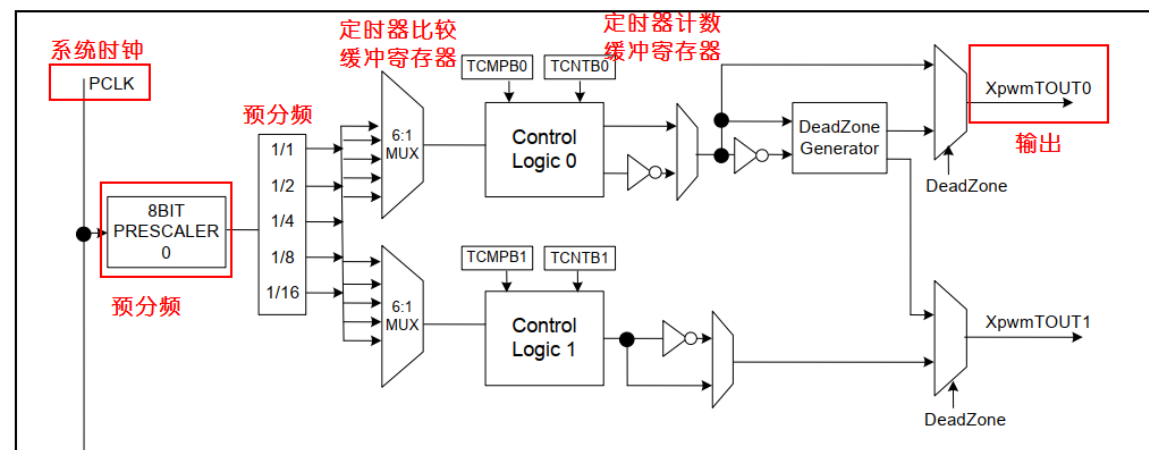 系统时钟
PCLK
定时器比较
缓冲寄存器
定时器计数
缓冲寄存器
TCMPB0
TCNTB0
XpwmTOUT0
输出
预分频
1/1
1/2
1/4
1/8
1/16
6:1
MUX
Control
Logic 0
DeadZone
Generator
DeadZone
8BIT
PRESCALER
0
预分频
TCMPB1
TCNTB1
6:1
MUX
Control
Logic 1
XpwmTOUT1
DeadZone